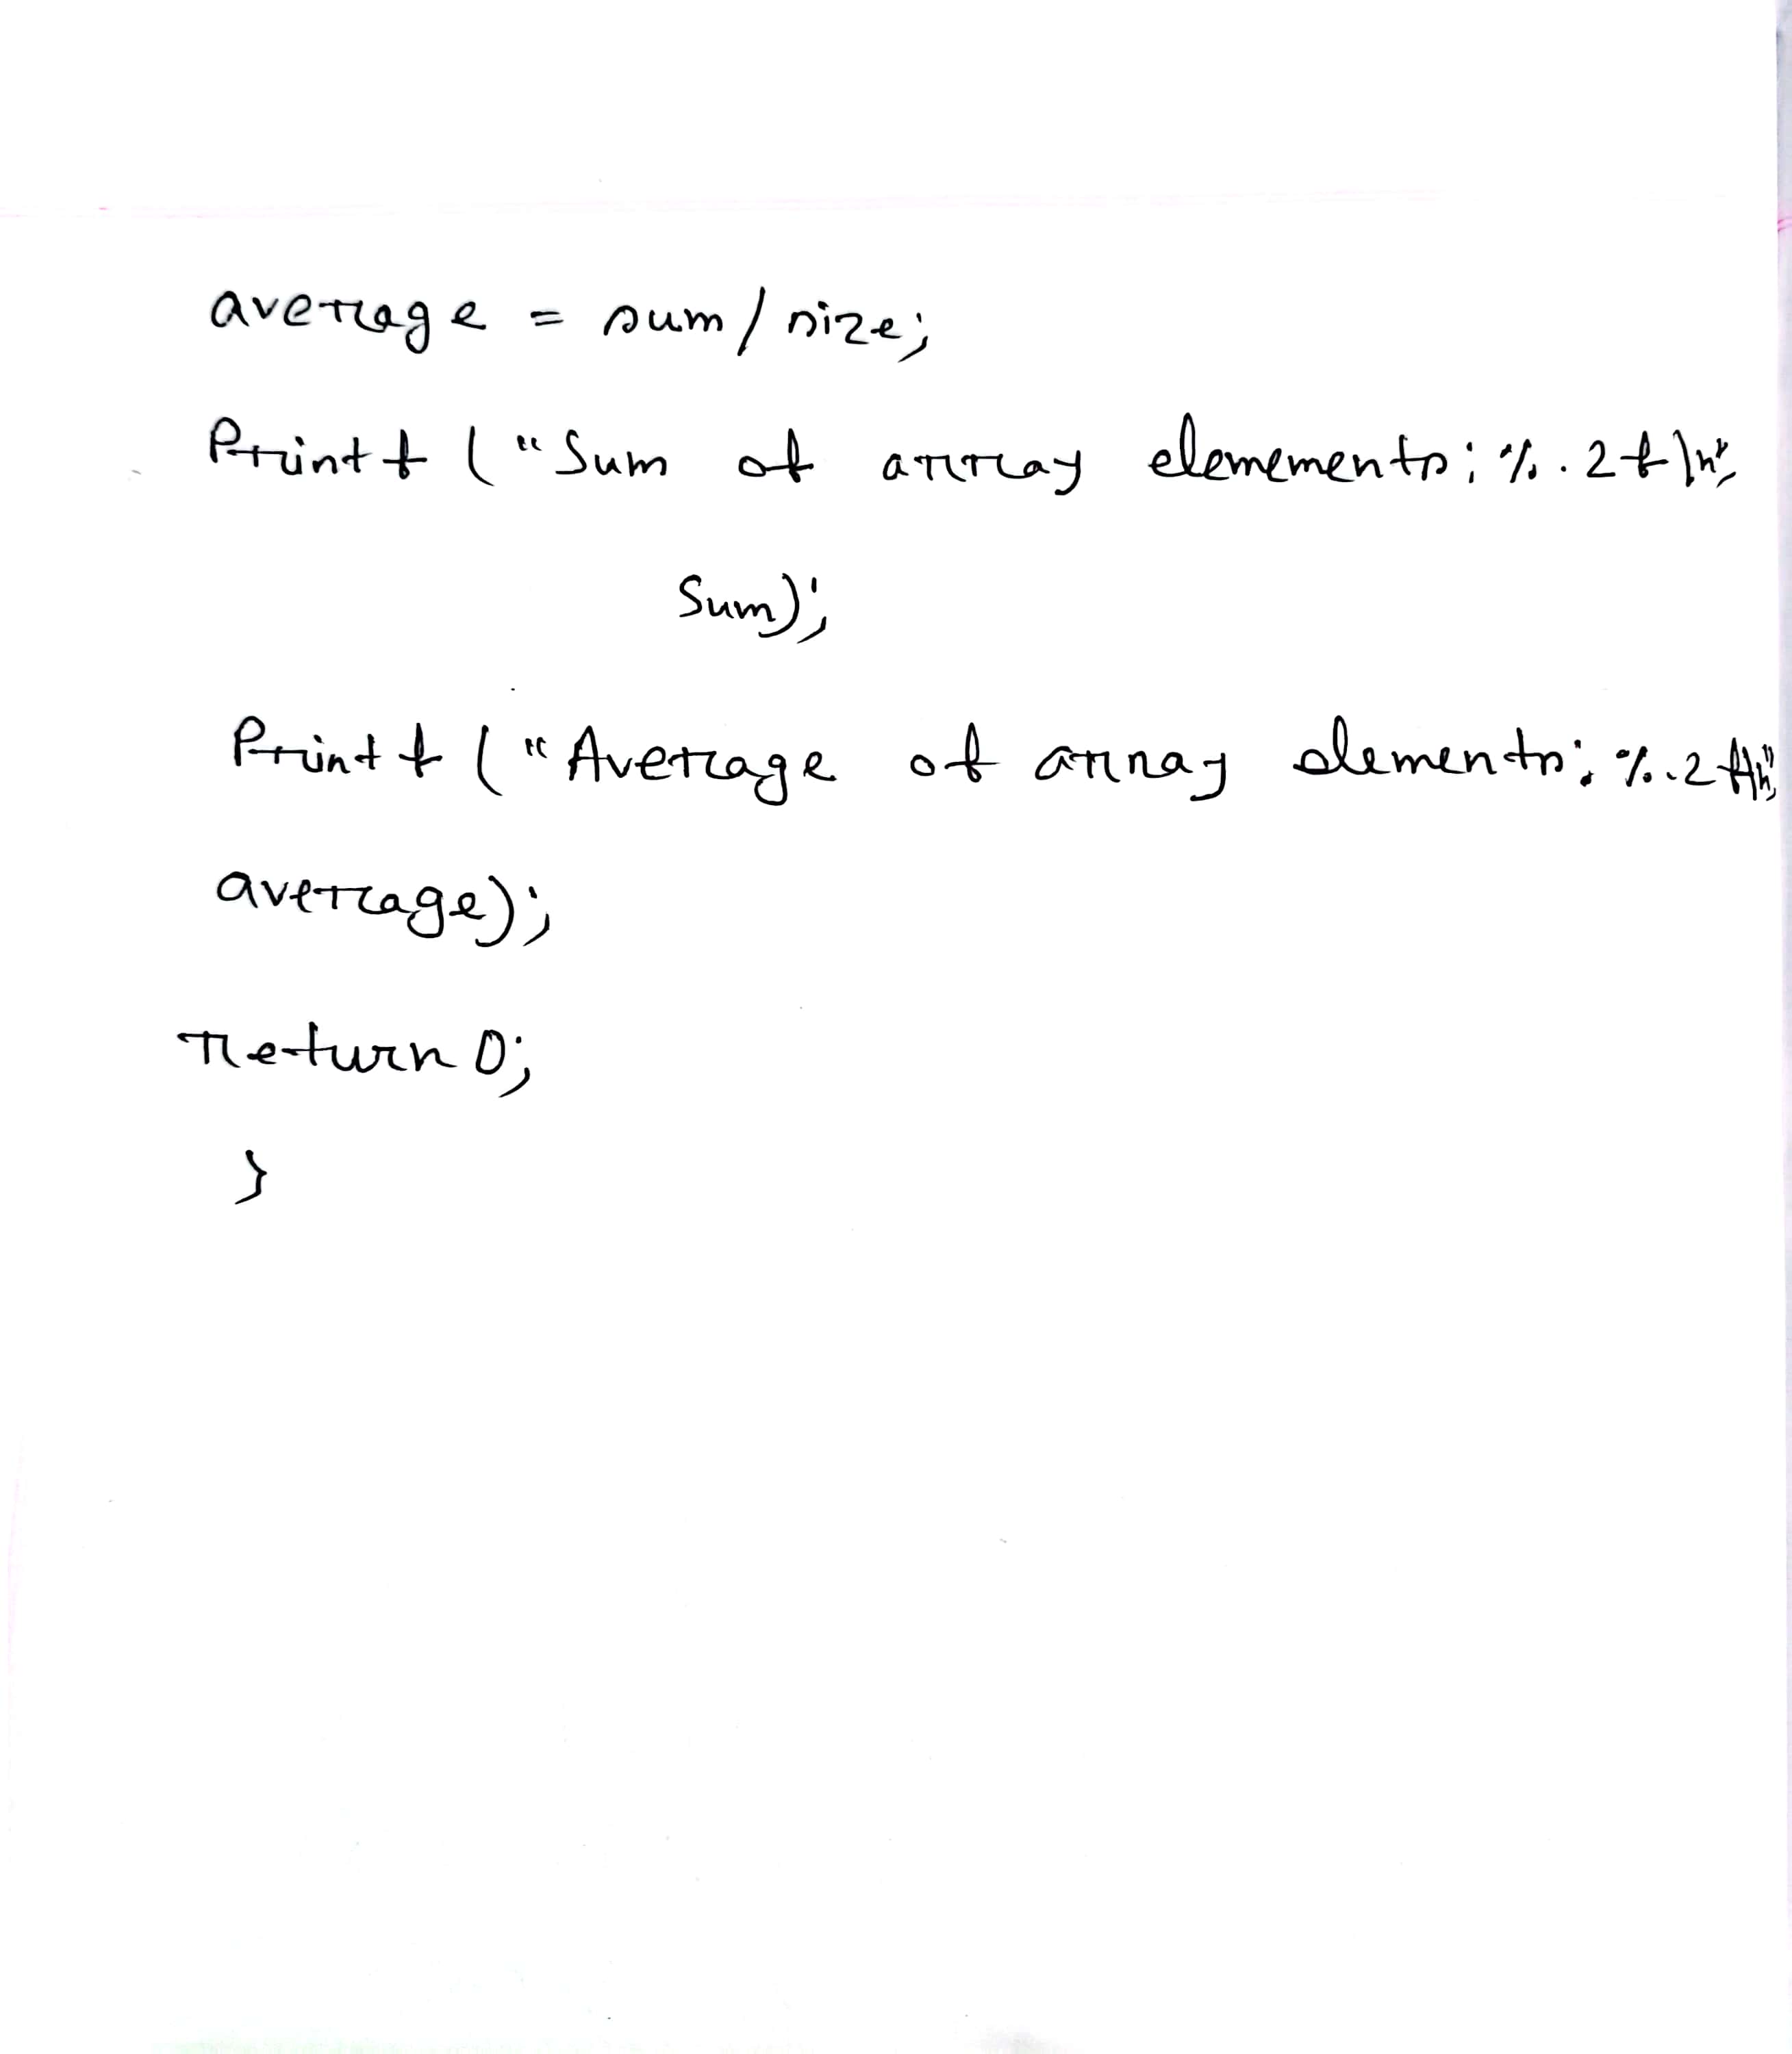 average = sum/size;
Printf ("Sum of array elemements: %.2f\n",
Sum);
Printf ("Average of array elements: %.2f\n",
average);
return 0;
}